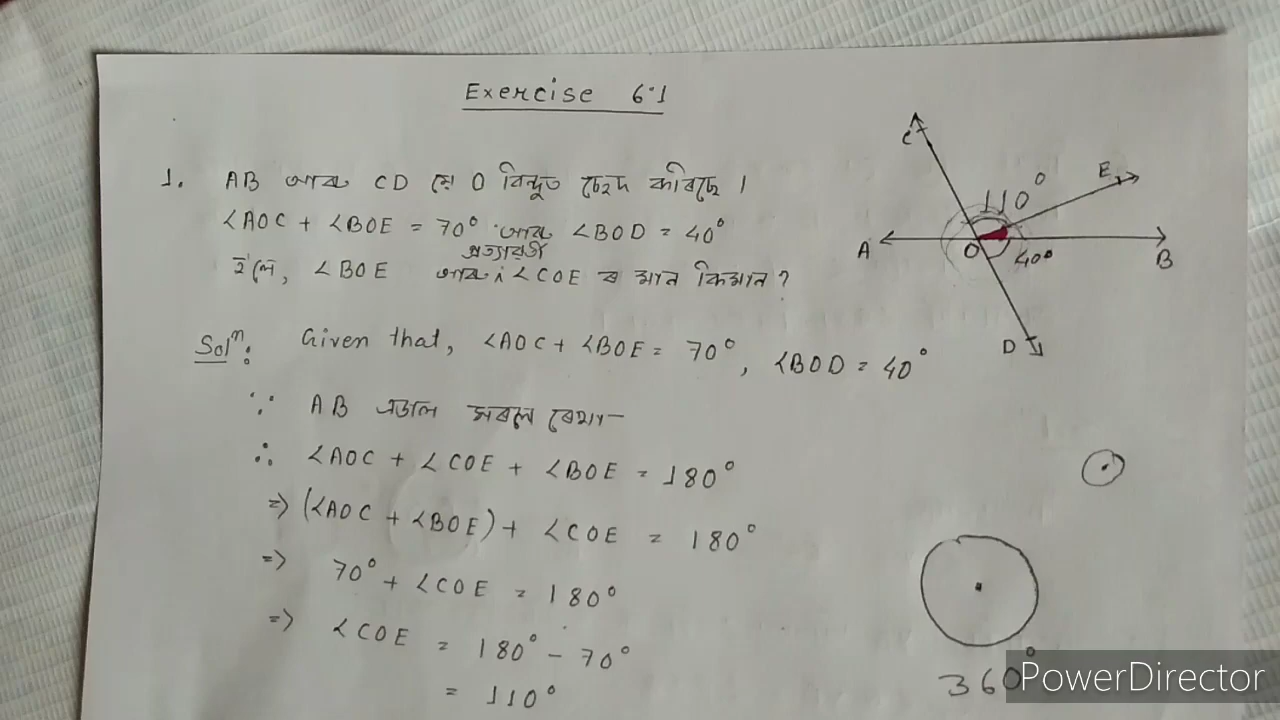 Exercise 6.1
1. AB আৰু CD য়ে O বিন্দুত ছেদ কৰিছে।
∠AOC + ∠BOE = 70° আৰু ∠BOD = 40°
প্ৰত্যাৱৰ্তী
হ'লে, ∠BOE আৰু ∠COE ৰ মান কিমান?
Solⁿ: Given that, ∠AOC + ∠BOE = 70°, ∠BOD = 40°
∵ AB এডাল সৰল ৰেখা-
∴ ∠AOC + ∠COE + ∠BOE = 180°
=> (∠AOC + ∠BOE) + ∠COE = 180°
=> 70° + ∠COE = 180°
=> ∠COE = 180° - 70°
= 110°
C
E
110°
A
O
40°
B
D
360°
PowerDirector